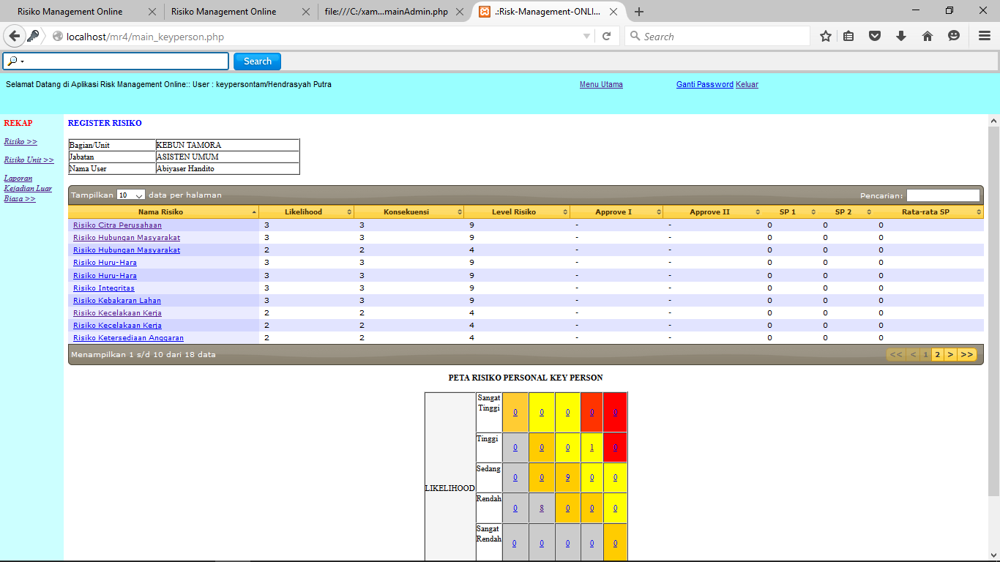 Risiko Management Online
Risiko Management Online
file:///C:/xam...mainAdmin.php
.:Risk-Management-ONLI...
localhost/mr4/main_keyperson.php
Search
Search
Selamat Datang di Aplikasi Risk Management Online:: User : keypersontam/Hendrasyah Putra
Menu Utama
Ganti Password Keluar
REKAP
Risiko >>
Risiko Unit >>
Laporan
Kejadian Luar
Biasa >>
REGISTER RISIKO
Bagian/Unit KEBUN TAMORA
Jabatan ASISTEN UMUM
Nama User Abiyaser Handito
Tampilkan 10 data per halaman Pencarian:
Nama Risiko Likelihood Konsekuensi Level Risiko Approve I Approve II SP 1 SP 2 Rata-rata SP
Risiko Citra Perusahaan 3 3 9 - - 0 0 0
Risiko Hubungan Masyarakat 3 3 9 - - 0 0 0
Risiko Hubungan Masyarakat 2 2 4 - - 0 0 0
Risiko Huru-Hara 3 3 9 - - 0 0 0
Risiko Huru-Hara 3 3 9 - - 0 0 0
Risiko Integritas 3 3 9 - - 0 0 0
Risiko Kebakaran Lahan 3 3 9 - - 0 0 0
Risiko Kecelakaan Kerja 2 2 4 - - 0 0 0
Risiko Kecelakaan Kerja 2 2 4 - - 0 0 0
Risiko Ketersediaan Anggaran 2 2 4 - - 0 0 0
Menampilkan 1 s/d 10 dari 18 data << < 1 2 > >>
PETA RISIKO PERSONAL KEY PERSON
LIKELIHOOD
Sangat
Tinggi 0 0 0 0 0
Tinggi 0 0 0 1 0
Sedang 0 0 9 0 0
Rendah 0 8 0 0 0
Sangat
Rendah 0 0 0 0 0